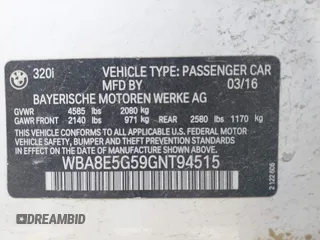 BMW
320i VEHICLE TYPE: PASSENGER CAR
MFD BY 03/16
BAYERISCHE MOTOREN WERKE AG
GVWR 4585 lbs 2080 kg
GAWR FRONT 2140 lbs 971 kg REAR 2580 lbs 1170 kg
THIS VEHICLE CONFORMS TO ALL APPLICABLE FEDERAL MOTOR
VEHICLE SAFETY, BUMPER,
AND THEFT PREVENTION STANDARDS IN EFFECT ON THE DATE OF
MANUFACTURE SHOWN ABOVE.
WBA8E5G59GNT94515
DREAMBID